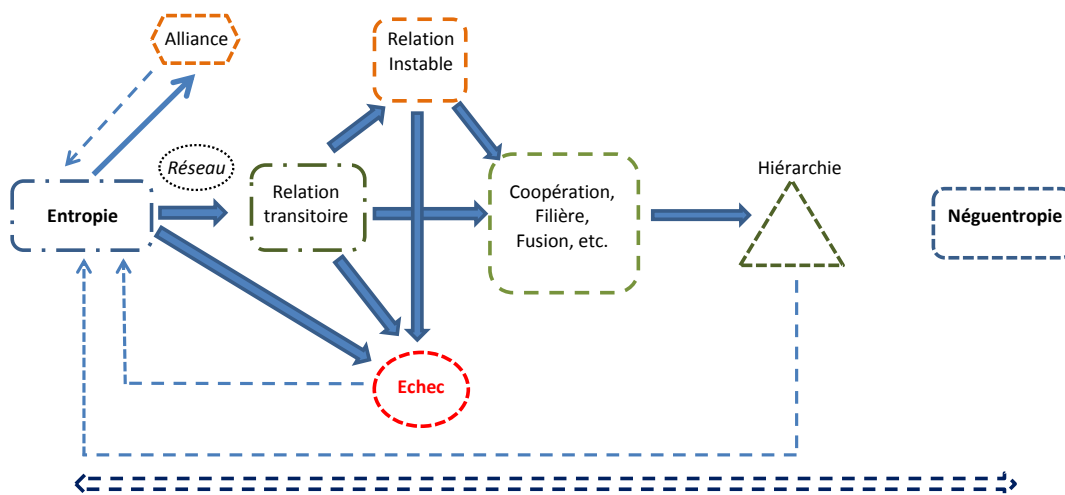 Alliance
Relation
Instable
Réseau
Entropie
Relation
transitoire
Coopération,
Filière,
Fusion, etc.
Hiérarchie
Néguentropie
Echec